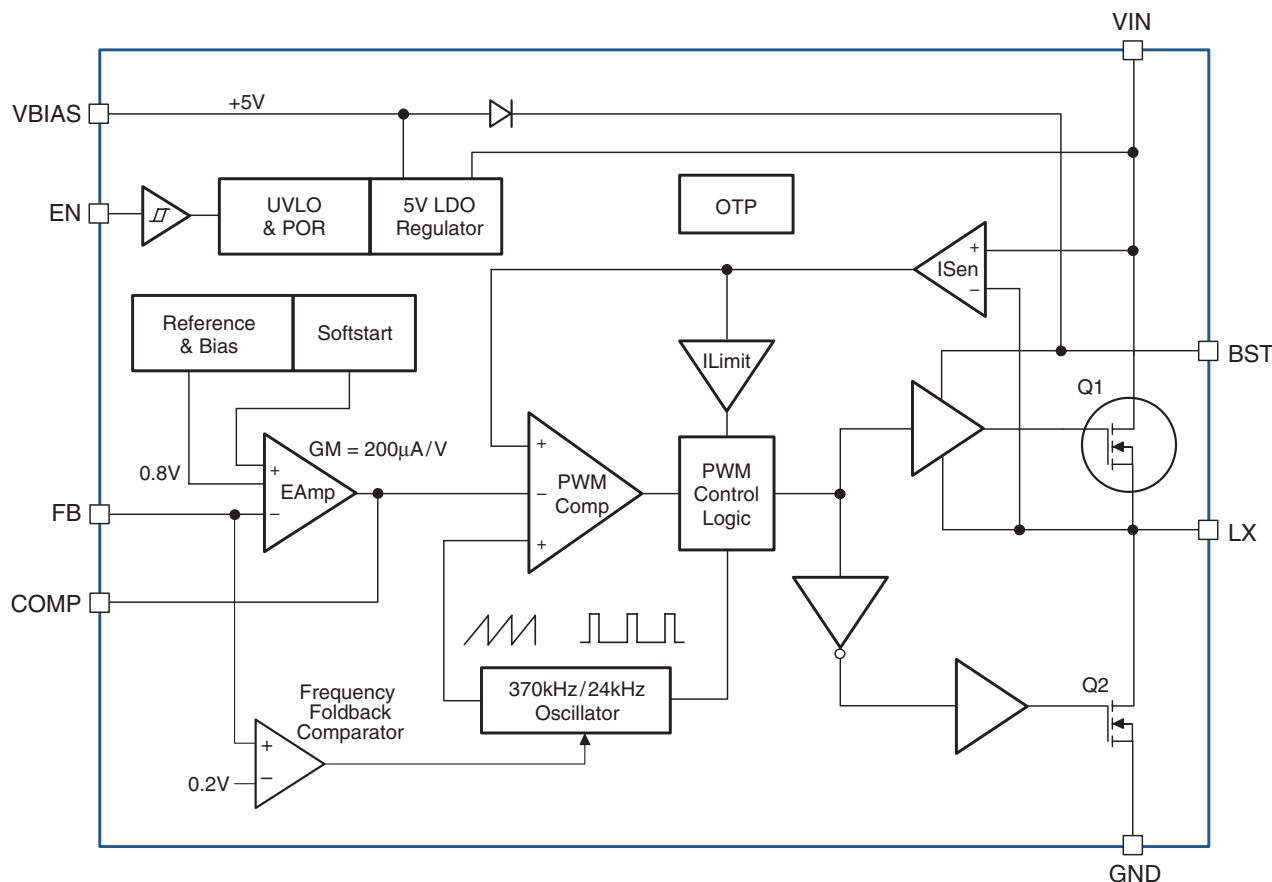 VIN
VBIAS
+5V
EN
UVLO
& POR
5V LDO
Regulator
OTP
+
ISen
−
Reference
& Bias
Softstart
ILimit
BST
Q1
GM = 200µA/V
0.8V
+
EAmp
−
+
PWM
Comp
−
+
PWM
Control
Logic
FB
LX
COMP
370kHz/24kHz
Oscillator
Frequency
Foldback
Comparator
Q2
+
0.2V
−
GND